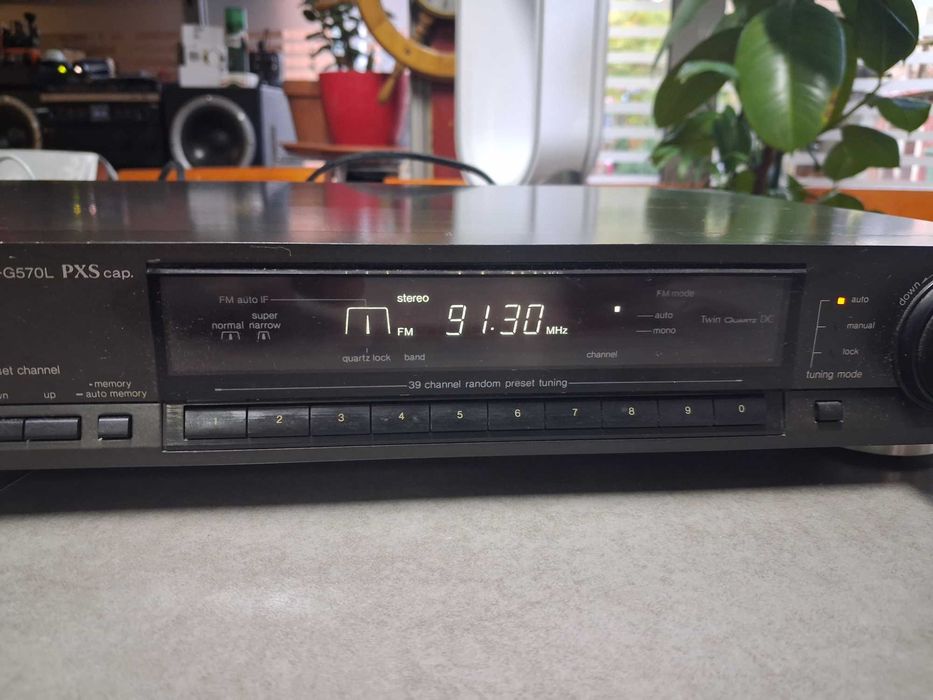 -G570L PXS cap.
FM auto IF
stereo
FM mode
normal
super narrow
FM
91.30 MHz
auto
mono
Twin Quartz DC
quartz lock
band
channel
auto
manual
lock
tuning mode
down
set channel
wn
up
- memory
- auto memory
39 channel random preset tuning
1 2 3 4 5 6 7 8 9 0